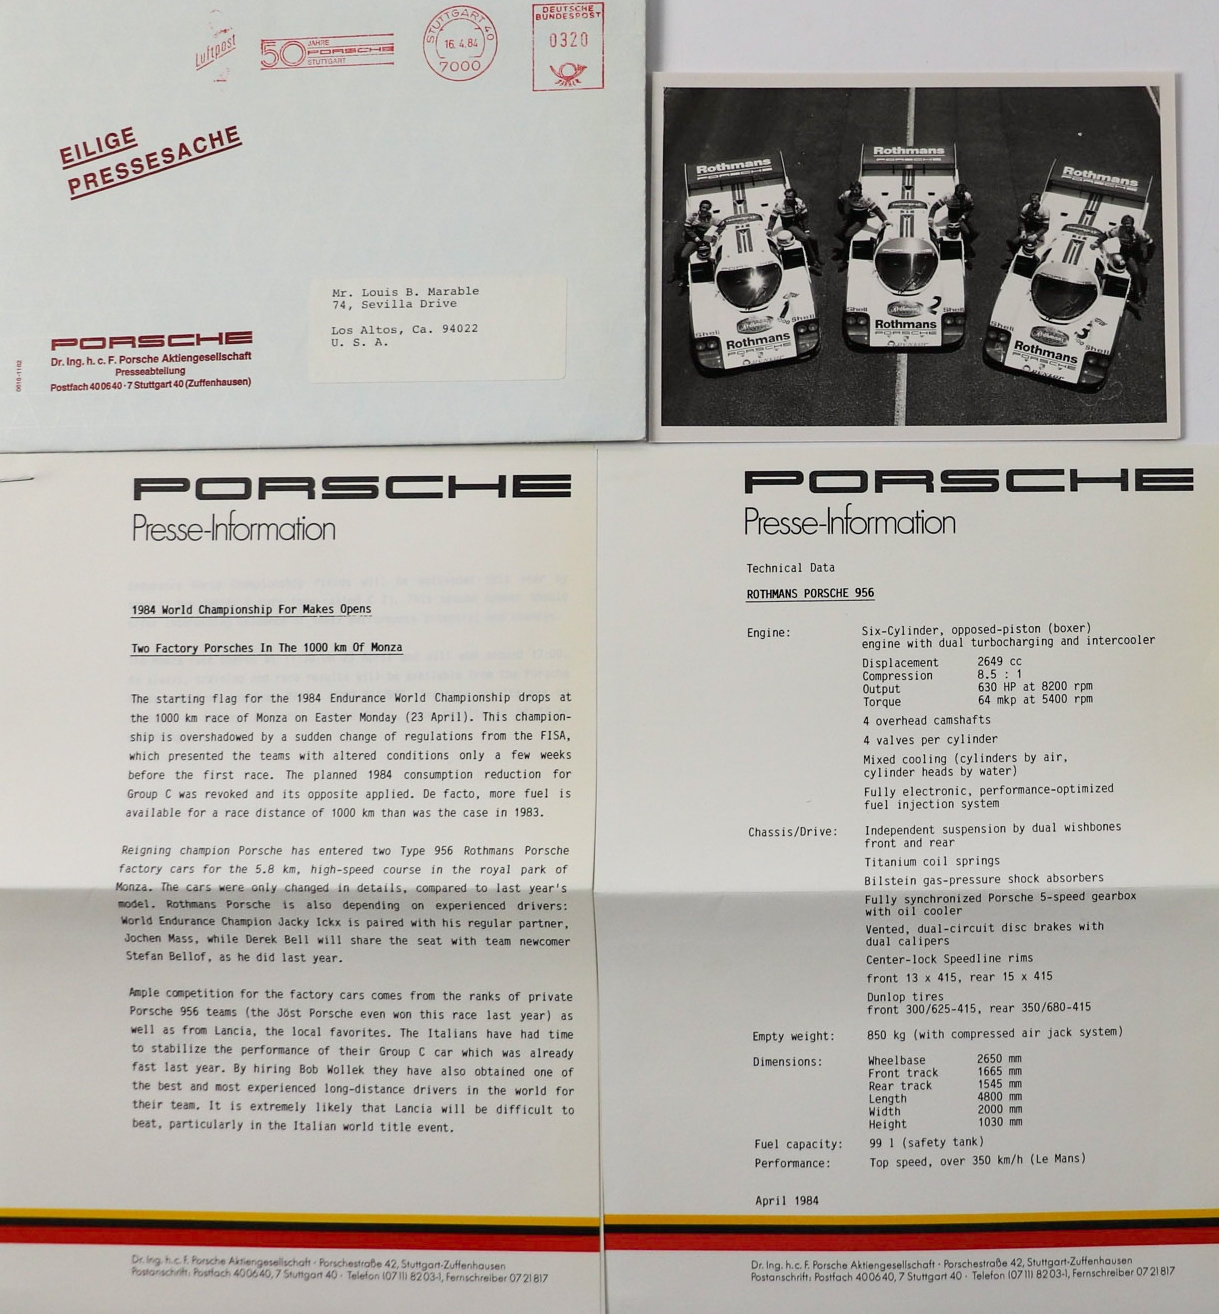 Luftpost
50 JAHRE
PORSCHE
STUTTGART
STUTTGART 40
16.4.84
7000
DEUTSCHE
BUNDESPOST
0320
EILIGE
PRESSESACHE
Mr. Louis B. Marable
74, Sevilla Drive
Los Altos, Ca. 94022
U. S. A.
PORSCHE
Dr. Ing. h. c. F. Porsche Aktiengesellschaft
Presseabteilung
Postfach 40 06 40 · 7 Stuttgart 40 (Zuffenhausen)
Rothmans
PORSCHE
1
Shell
Rothmans
PORSCHE
Rothmans
PORSCHE
2
Shell
Rothmans
PORSCHE
Rothmans
PORSCHE
3
Shell
Rothmans
PORSCHE
PORSCHE
Presse-Information
1984 World Championship For Makes Opens
Two Factory Porsches In The 1000 km Of Monza
The starting flag for the 1984 Endurance World Championship drops at
the 1000 km race of Monza on Easter Monday (23 April). This champion-
ship is overshadowed by a sudden change of regulations from the FISA,
which presented the teams with altered conditions only a few weeks
before the first race. The planned 1984 consumption reduction for
Group C was revoked and its opposite applied. De facto, more fuel is
available for a race distance of 1000 km than was the case in 1983.
Reigning champion Porsche has entered two Type 956 Rothmans Porsche
factory cars for the 5.8 km, high-speed course in the royal park of
Monza. The cars were only changed in details, compared to last year's
model. Rothmans Porsche is also depending on experienced drivers:
World Endurance Champion Jacky Ickx is paired with his regular partner,
Jochen Mass, while Derek Bell will share the seat with team newcomer
Stefan Bellof, as he did last year.
Ample competition for the factory cars comes from the ranks of private
Porsche 956 teams (the Jöst Porsche even won this race last year) as
well as from Lancia, the local favorites. The Italians have had time
to stabilize the performance of their Group C car which was already
fast last year. By hiring Bob Wollek they have also obtained one of
the best and most experienced long-distance drivers in the world for
their team. It is extremely likely that Lancia will be difficult to
beat, particularly in the Italian world title event.
Dr. Ing. h. c. F. Porsche Aktiengesellschaft · Porschestraße 42, Stuttgart-Zuffenhausen
Postanschrift: Postfach 40 06 40, 7 Stuttgart 40 · Telefon (07 11) 82 03-1, Fernschreiber 07 21 817
PORSCHE
Presse-Information
Technical Data
ROTHMANS PORSCHE 956
Engine: Six-Cylinder, opposed-piston (boxer)
engine with dual turbocharging and intercooler
Displacement 2649 cc
Compression 8.5 : 1
Output 630 HP at 8200 rpm
Torque 64 mkp at 5400 rpm
4 overhead camshafts
4 valves per cylinder
Mixed cooling (cylinders by air,
cylinder heads by water)
Fully electronic, performance-optimized
fuel injection system
Chassis/Drive: Independent suspension by dual wishbones
front and rear
Titanium coil springs
Bilstein gas-pressure shock absorbers
Fully synchronized Porsche 5-speed gearbox
with oil cooler
Vented, dual-circuit disc brakes with
dual calipers
Center-lock Speedline rims
front 13 x 415, rear 15 x 415
Dunlop tires
front 300/625-415, rear 350/680-415
Empty weight: 850 kg (with compressed air jack system)
Dimensions: Wheelbase 2650 mm
Front track 1665 mm
Rear track 1545 mm
Length 4800 mm
Width 2000 mm
Height 1030 mm
Fuel capacity: 99 l (safety tank)
Performance: Top speed, over 350 km/h (Le Mans)
April 1984
Dr. Ing. h. c. F. Porsche Aktiengesellschaft · Porschestraße 42, Stuttgart-Zuffenhausen
Postanschrift: Postfach 40 06 40, 7 Stuttgart 40 · Telefon (07 11) 82 03-1, Fernschreiber 07 21 817